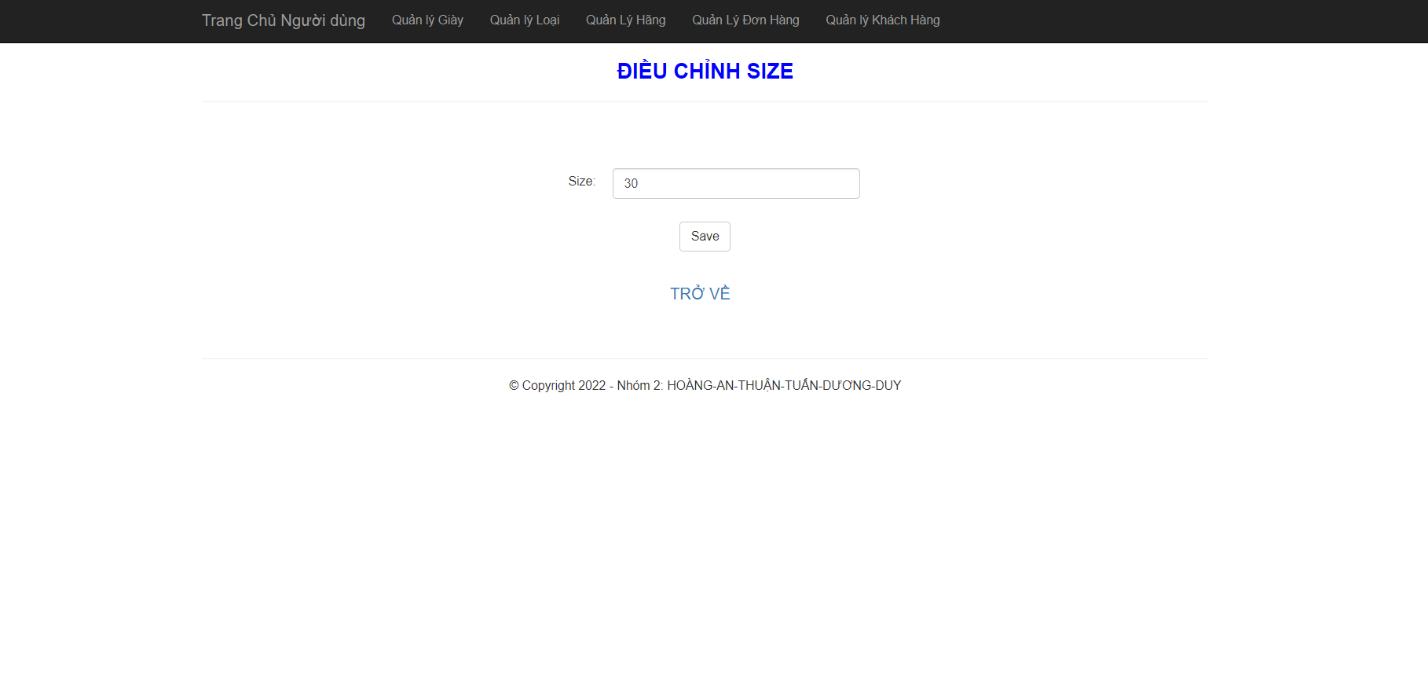 Trang Chủ Người dùng Quản lý Giày Quản lý Loại Quản Lý Hãng Quản Lý Đơn Hàng Quản lý Khách Hàng
ĐIỀU CHỈNH SIZE
Size: 30
Save
TRỞ VỀ
© Copyright 2022 - Nhóm 2: HOÀNG-AN-THUẬN-TUẤN-DƯƠNG-DUY